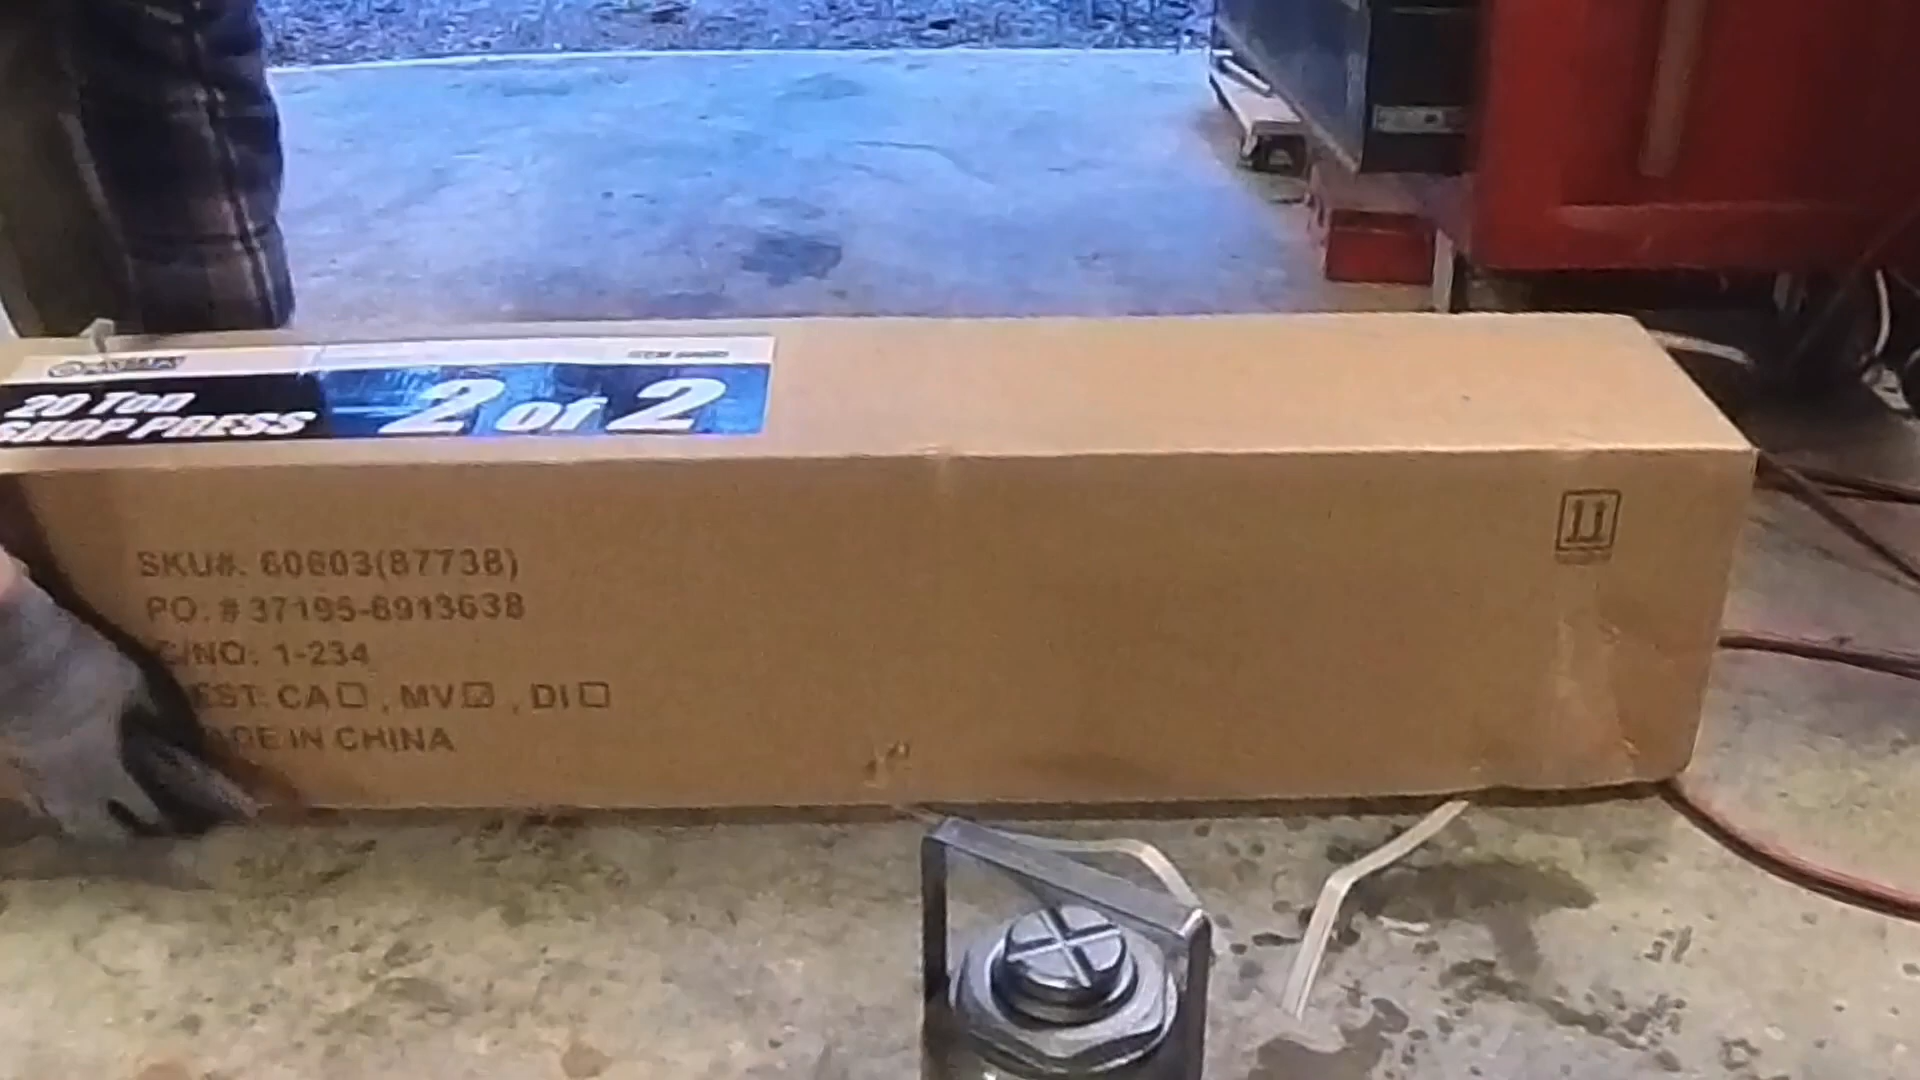 20 Ton
SHOP PRESS
2 of 2
SKU#: 60603(87738)
PO: # 37195-6913638
C/NO: 1-234
EST: CA☐ , MV☑ , DI☐
ADE IN CHINA